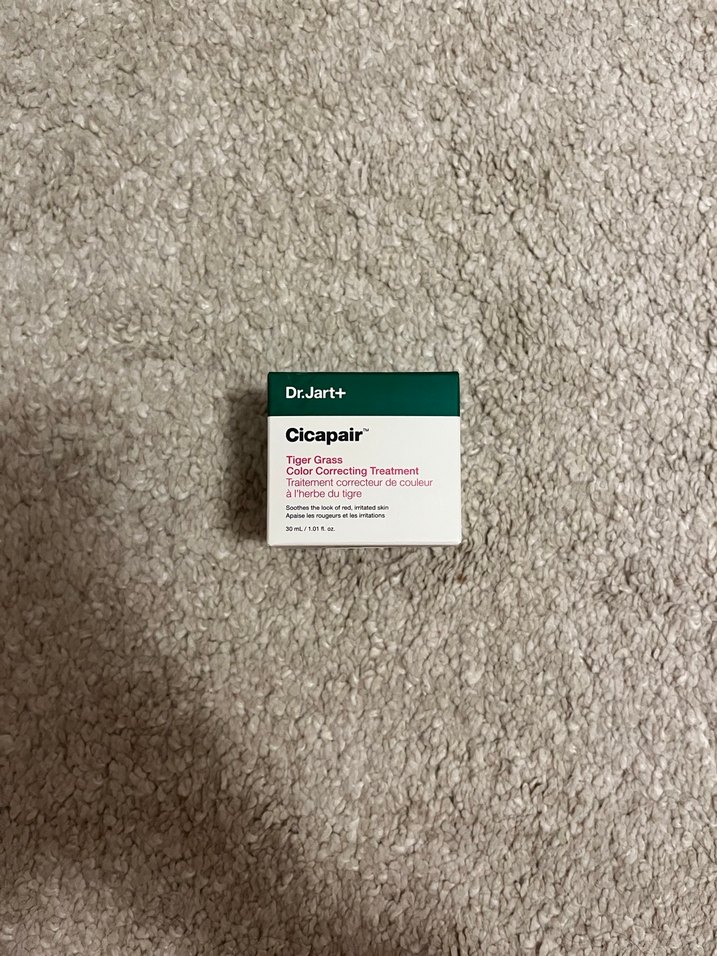 Dr.Jart+
Cicapair™
Tiger Grass
Color Correcting Treatment
Traitement correcteur de couleur
à l'herbe du tigre
Soothes the look of red, irritated skin
Apaise les rougeurs et les irritations
30 mL / 1.01 fl. oz.